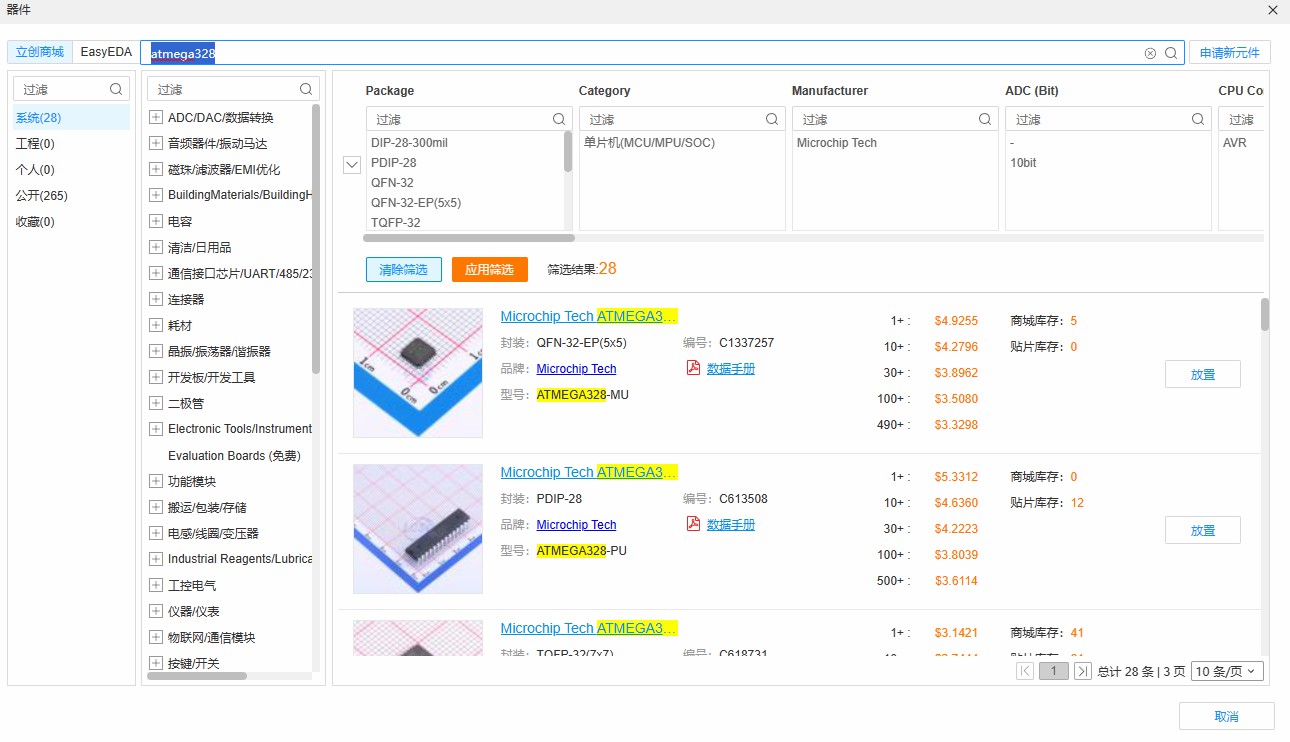 器件
立创商城 EasyEDA atmega328 申请新元件
过滤
系统(28)
工程(0)
个人(0)
公开(265)
收藏(0)
过滤
ADC/DAC/数据转换
音频器件/振动马达
磁珠/滤波器/EMI优化
BuildingMaterials/BuildingH
电容
清洁/日用品
通信接口芯片/UART/485/23
连接器
耗材
晶振/振荡器/谐振器
开发板/开发工具
二极管
Electronic Tools/Instrument
Evaluation Boards (免费)
功能模块
搬运/包装/存储
电感/线圈/变压器
Industrial Reagents/Lubrica
工控电气
仪器/仪表
物联网/通信模块
按键/开关
Package Category Manufacturer ADC (Bit) CPU Co
过滤 过滤 过滤 过滤 过滤
DIP-28-300mil 单片机(MCU/MPU/SOC) Microchip Tech - AVR
PDIP-28 10bit
QFN-32
QFN-32-EP(5x5)
TQFP-32
清除筛选 应用筛选 筛选结果:28
Microchip Tech ATMEGA3...
封装: QFN-32-EP(5x5) 编号: C1337257
品牌: Microchip Tech 数据手册
型号: ATMEGA328-MU
1+ : $4.9255 商城库存: 5
10+ : $4.2796 贴片库存: 0
30+ : $3.8962
100+ : $3.5080
490+ : $3.3298
放置
Microchip Tech ATMEGA3...
封装: PDIP-28 编号: C613508
品牌: Microchip Tech 数据手册
型号: ATMEGA328-PU
1+ : $5.3312 商城库存: 0
10+ : $4.6360 贴片库存: 12
30+ : $4.2223
100+ : $3.8039
500+ : $3.6114
放置
Microchip Tech ATMEGA3...
封装: TQFP-32(7x7) 编号: C618731
1+ : $3.1421 商城库存: 41
1 总计 28 条 | 3 页 10 条/页
取消